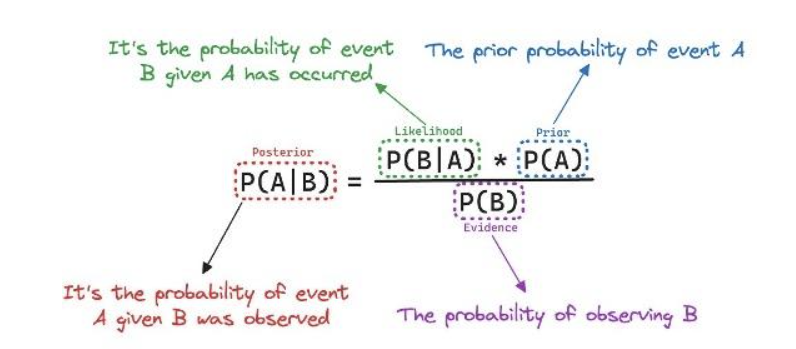 It's the probability of event
B given A has occurred
The prior probability of event A
Likelihood
Prior
Posterior
P(A|B) = P(B|A) * P(A)
P(B)
Evidence
It's the probability of event
A given B was observed
The probability of observing B